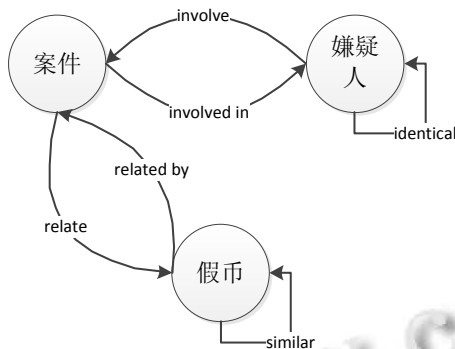 involve
案件
嫌疑
人
involved in
identical
related by
relate
假币
similar